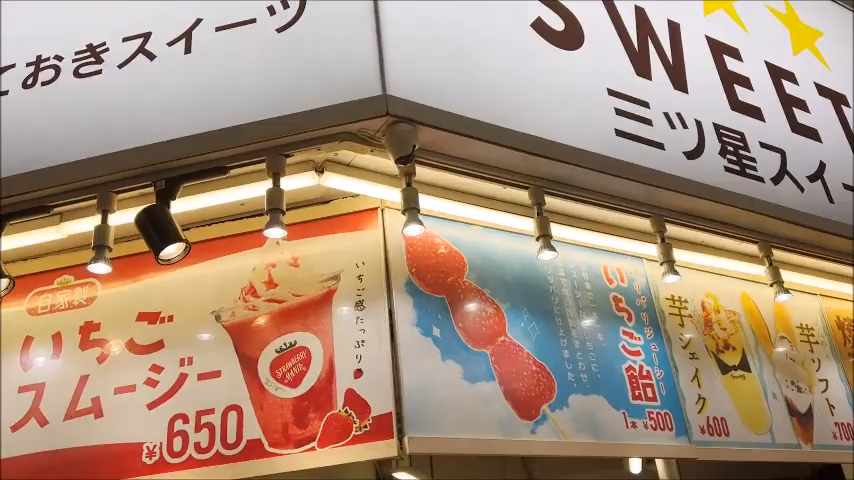 ておきスイーツ
SWEET
三ツ星スイー
自家製
いちご
スムージー
¥650
いちご感たっぷり
STRAWBERRY
MANIA
パリパリジューシー
いちご飴
1本¥500
芋シェイク
¥600
芋ソフト
¥700